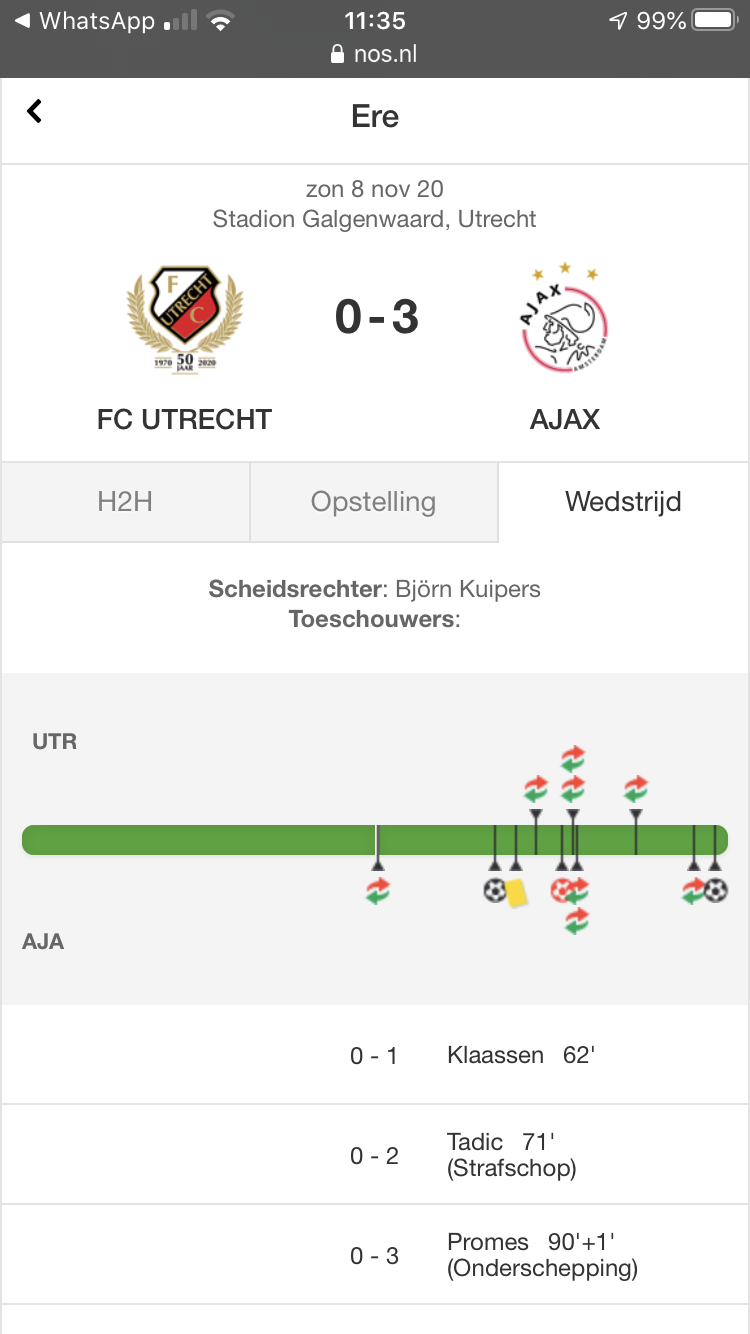 WhatsApp
11:35
99%
nos.nl
Ere
zon 8 nov 20
Stadion Galgenwaard, Utrecht
F
UTRECHT
C
1970 50 2020
JAAR
0-3
AJAX
AMSTERDAM
FC UTRECHT
AJAX
H2H
Opstelling
Wedstrijd
Scheidsrechter: Björn Kuipers
Toeschouwers:
UTR
AJA
0 - 1 Klaassen 62'
0 - 2 Tadic 71'
(Strafschop)
0 - 3 Promes 90'+1'
(Onderschepping)